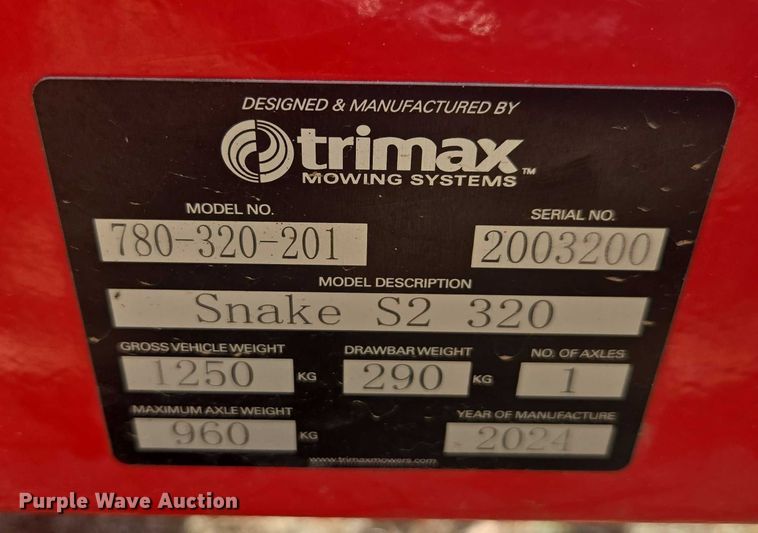 DESIGNED & MANUFACTURED BY
trimax™
MOWING SYSTEMS
MODEL NO. SERIAL NO.
780-320-201 2003200
MODEL DESCRIPTION
Snake S2 320
GROSS VEHICLE WEIGHT DRAWBAR WEIGHT NO. OF AXLES
1250 KG 290 KG 1
MAXIMUM AXLE WEIGHT YEAR OF MANUFACTURE
960 KG 2024
www.trimaxmowers.com
Purple Wave Auction